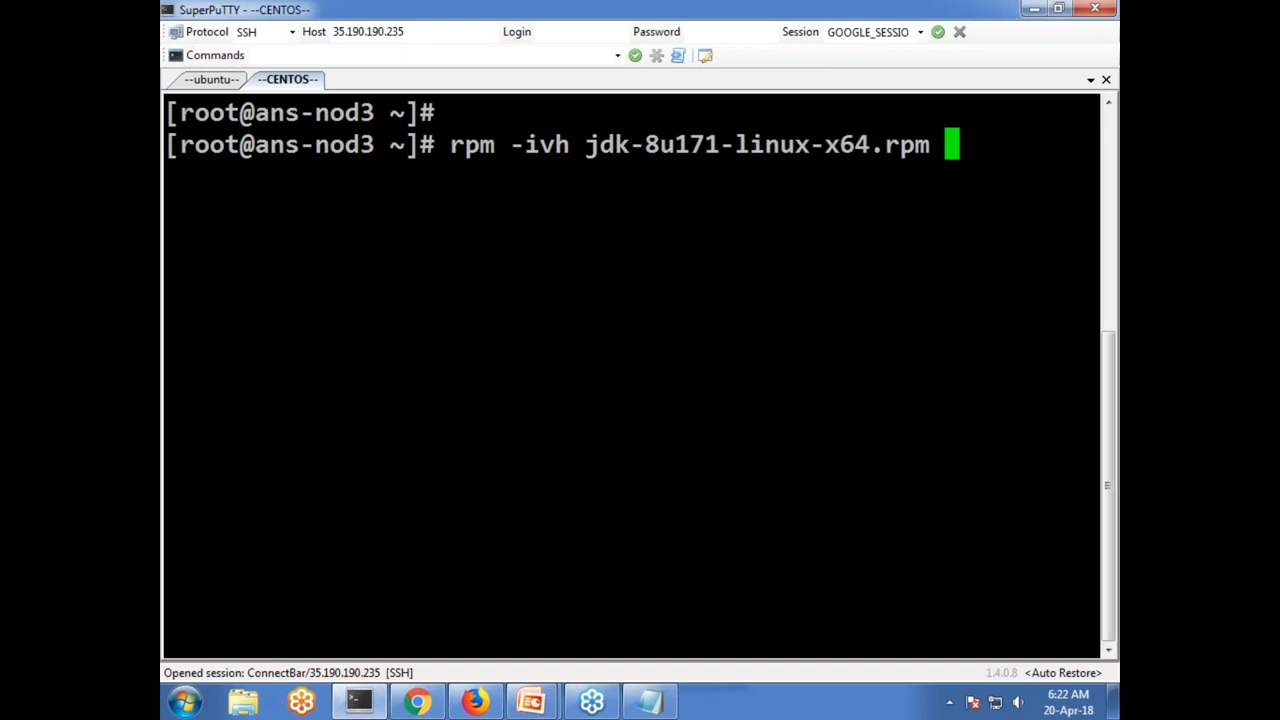 SuperPuTTY - --CENTOS--
Protocol SSH Host 35.190.190.235 Login Password Session GOOGLE_SESSIO
Commands
--ubuntu-- --CENTOS--
[root@ans-nod3 ~]#
[root@ans-nod3 ~]# rpm -ivh jdk-8u171-linux-x64.rpm
Opened session: ConnectBar/35.190.190.235 [SSH] 1.4.0.8 <Auto Restore>
6:22 AM
20-Apr-18